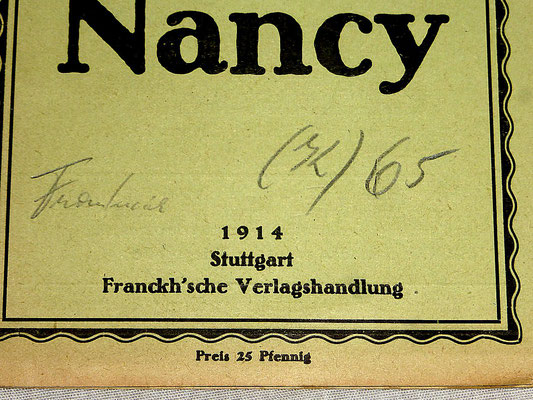 Nancy
65
1914
Stuttgart
Franckh'sche Verlagshandlung
Preis 25 Pfennig